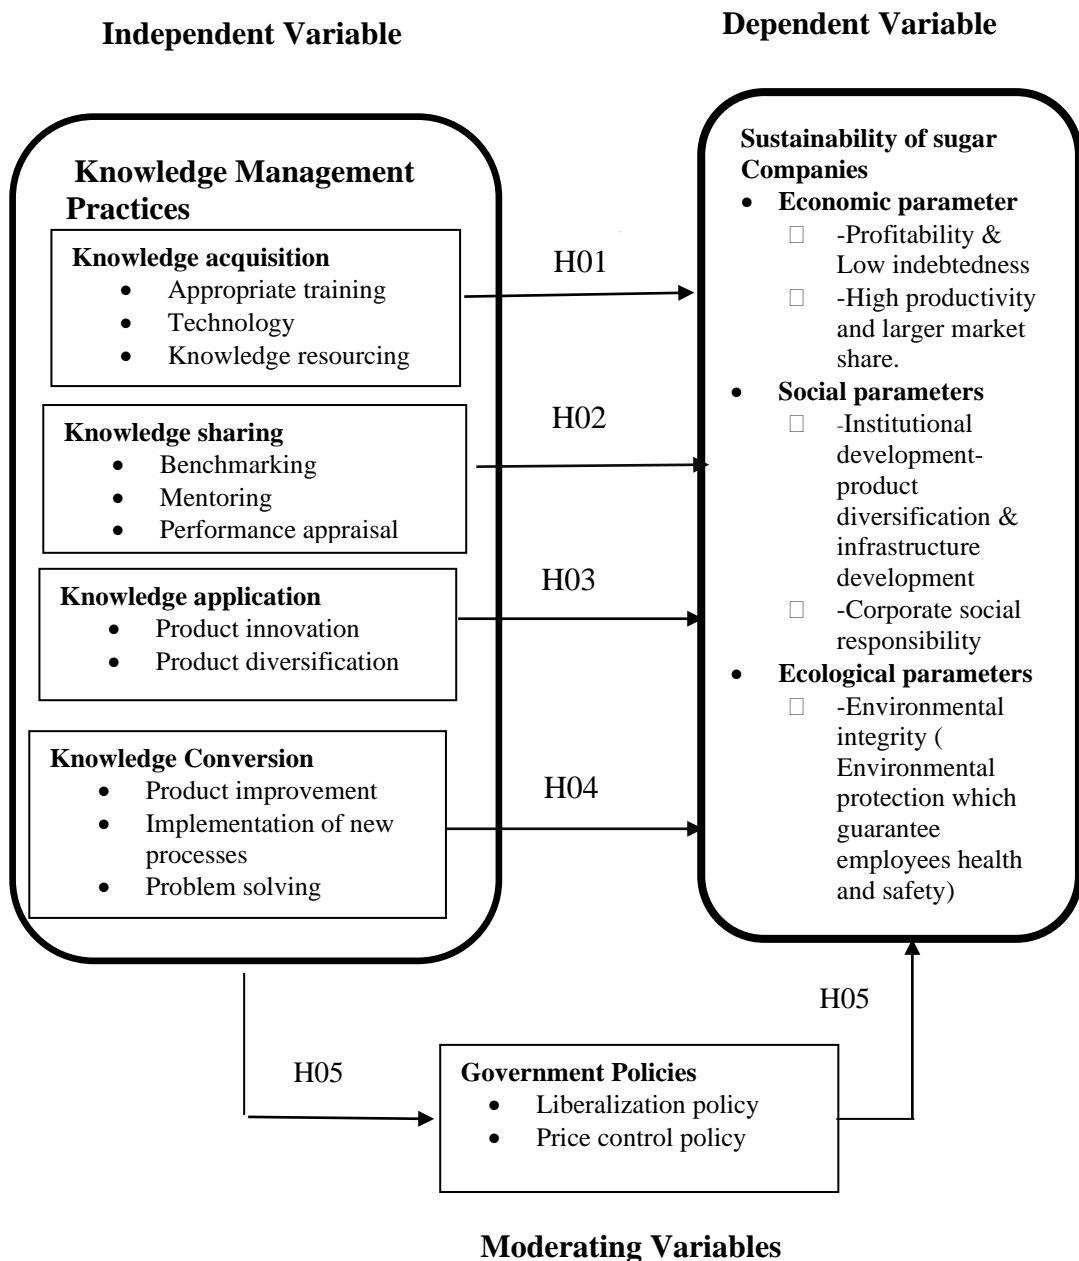 Independent Variable
Dependent Variable
Knowledge Management
Practices
Knowledge acquisition
• Appropriate training
• Technology
• Knowledge resourcing
Knowledge sharing
• Benchmarking
• Mentoring
• Performance appraisal
Knowledge application
• Product innovation
• Product diversification
Knowledge Conversion
• Product improvement
• Implementation of new
processes
• Problem solving
H01
H02
H03
H04
Sustainability of sugar
Companies
• Economic parameter
-Profitability &
Low indebtedness
-High productivity
and larger market
share.
• Social parameters
-Institutional
development-
product
diversification &
infrastructure
development
-Corporate social
responsibility
• Ecological parameters
-Environmental
integrity (
Environmental
protection which
guarantee
employees health
and safety)
H05
H05
Government Policies
• Liberalization policy
• Price control policy
Moderating Variables